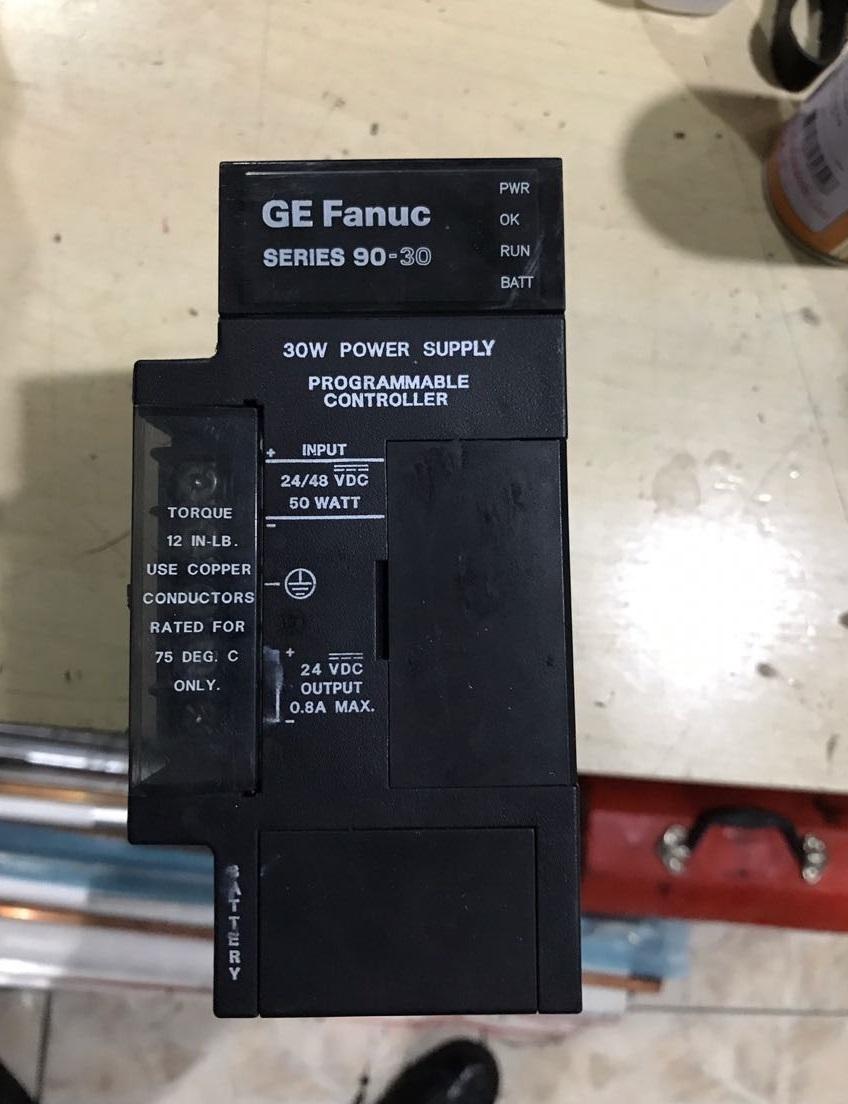 GE Fanuc
SERIES 90-30
PWR
OK
RUN
BATT
30W POWER SUPPLY
PROGRAMMABLE
CONTROLLER
+ INPUT
24/48 VDC
50 WATT
-
+
24 VDC
OUTPUT
0.8A MAX.
-
TORQUE
12 IN-LB.
USE COPPER
CONDUCTORS
RATED FOR
75 DEG. C
ONLY.
BATTERY